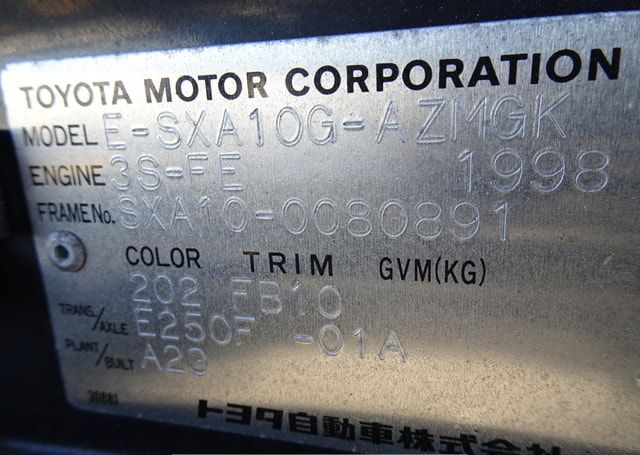 TOYOTA MOTOR CORPORATION
MODEL E-SXA10G-AZMGK
ENGINE 3S-FE 1998
FRAME No. SXA10-0080891
COLOR TRIM GVM(KG)
202 FB10
TRANS/AXLE E250F -01A
PLANT/BUILT A23
30881
トヨタ自動車株式会社